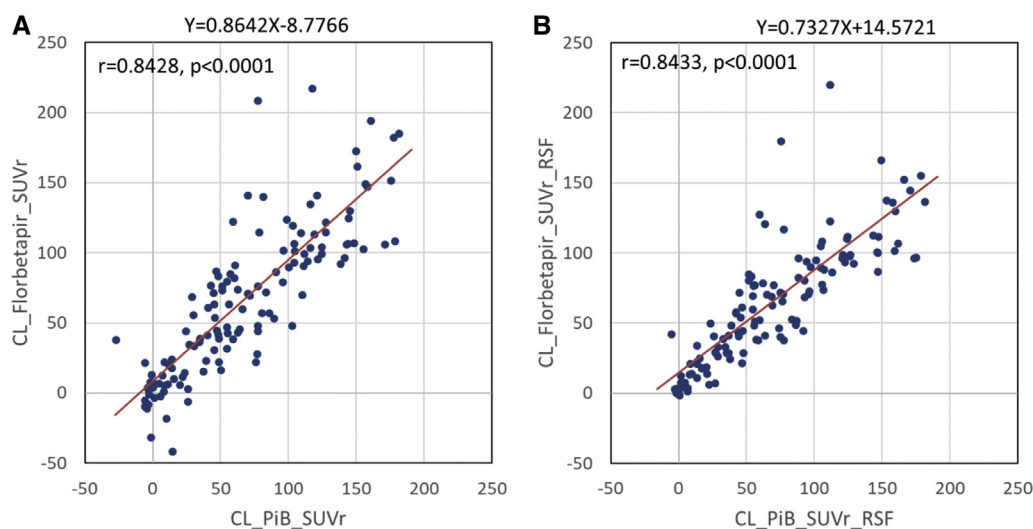 A
Y=0.8642X-8.7766
r=0.8428, p<0.0001
250
200
150
100
50
0
-50
CL_Florbetapir_SUVr
-50 0 50 100 150 200 250
CL_PiB_SUVr
B
Y=0.7327X+14.5721
r=0.8433, p<0.0001
250
200
150
100
50
0
-50
CL_Florbetapir_SUVr_RSF
-50 0 50 100 150 200 250
CL_PiB_SUVr_RSF